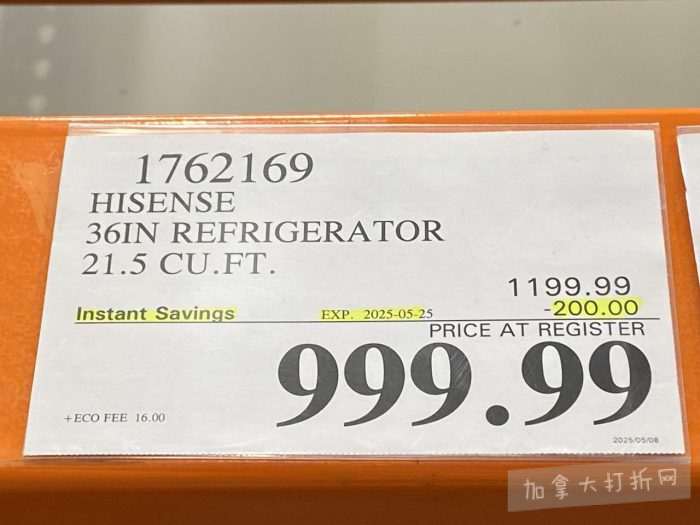 1762169
HISENSE
36IN REFRIGERATOR
21.5 CU.FT.
1199.99
Instant Savings EXP. 2025-05-25 -200.00
PRICE AT REGISTER
999.99
+ECO FEE 16.00
2025/05/08
加拿大打折网